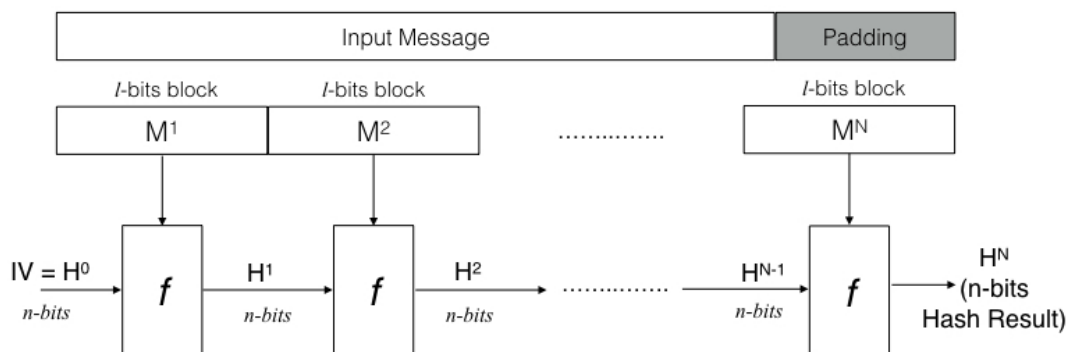 Input Message Padding
l-bits block l-bits block l-bits block
M¹ M² .................. Mᴺ
IV = H⁰ f H¹ f H² .................. Hᴺ⁻¹ f Hᴺ
n-bits n-bits n-bits n-bits (n-bits
Hash Result)